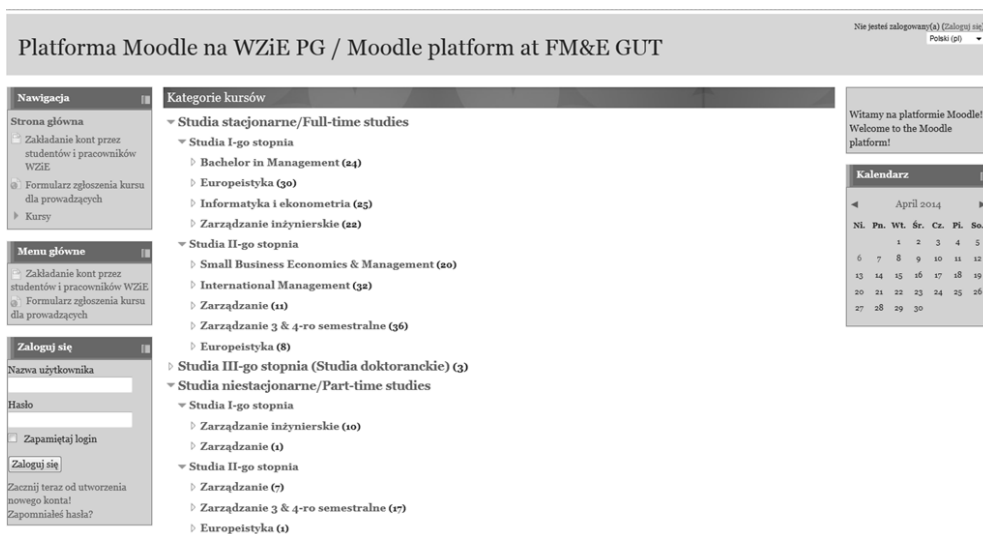 Nie jesteś zalogowany(a) (Zaloguj się)
Polski (pl)
Platforma Moodle na WZiE PG / Moodle platform at FM&E GUT
Nawigacja
Strona główna
Zakładanie kont przez
studentów i pracowników
WZiE
Formularz zgłoszenia kursu
dla prowadzących
Kursy
Menu główne
Zakładanie kont przez
studentów i pracowników WZiE
Formularz zgłoszenia kursu
dla prowadzących
Zaloguj się
Nazwa użytkownika
Hasło
Zapamiętaj login
Zaloguj się
Zacznij teraz od utworzenia
nowego konta!
Zapomniałeś hasła?
Kategorie kursów
Studia stacjonarne/Full-time studies
Studia I-go stopnia
Bachelor in Management (24)
Europeistyka (30)
Informatyka i ekonometria (25)
Zarządzanie inżynierskie (22)
Studia II-go stopnia
Small Business Economics & Management (20)
International Management (32)
Zarządzanie (11)
Zarządzanie 3 & 4-ro semestralne (36)
Europeistyka (8)
Studia III-go stopnia (Studia doktoranckie) (3)
Studia niestacjonarne/Part-time studies
Studia I-go stopnia
Zarządzanie inżynierskie (10)
Zarządzanie (1)
Studia II-go stopnia
Zarządzanie (7)
Zarządzanie 3 & 4-ro semestralne (17)
Europeistyka (1)
Witamy na platformie Moodle!
Welcome to the Moodle
platform!
Kalendarz
April 2014
Ni. Pn. Wt. Śr. Cz. Pi. So.
1 2 3 4 5
6 7 8 9 10 11 12
13 14 15 16 17 18 19
20 21 22 23 24 25 26
27 28 29 30